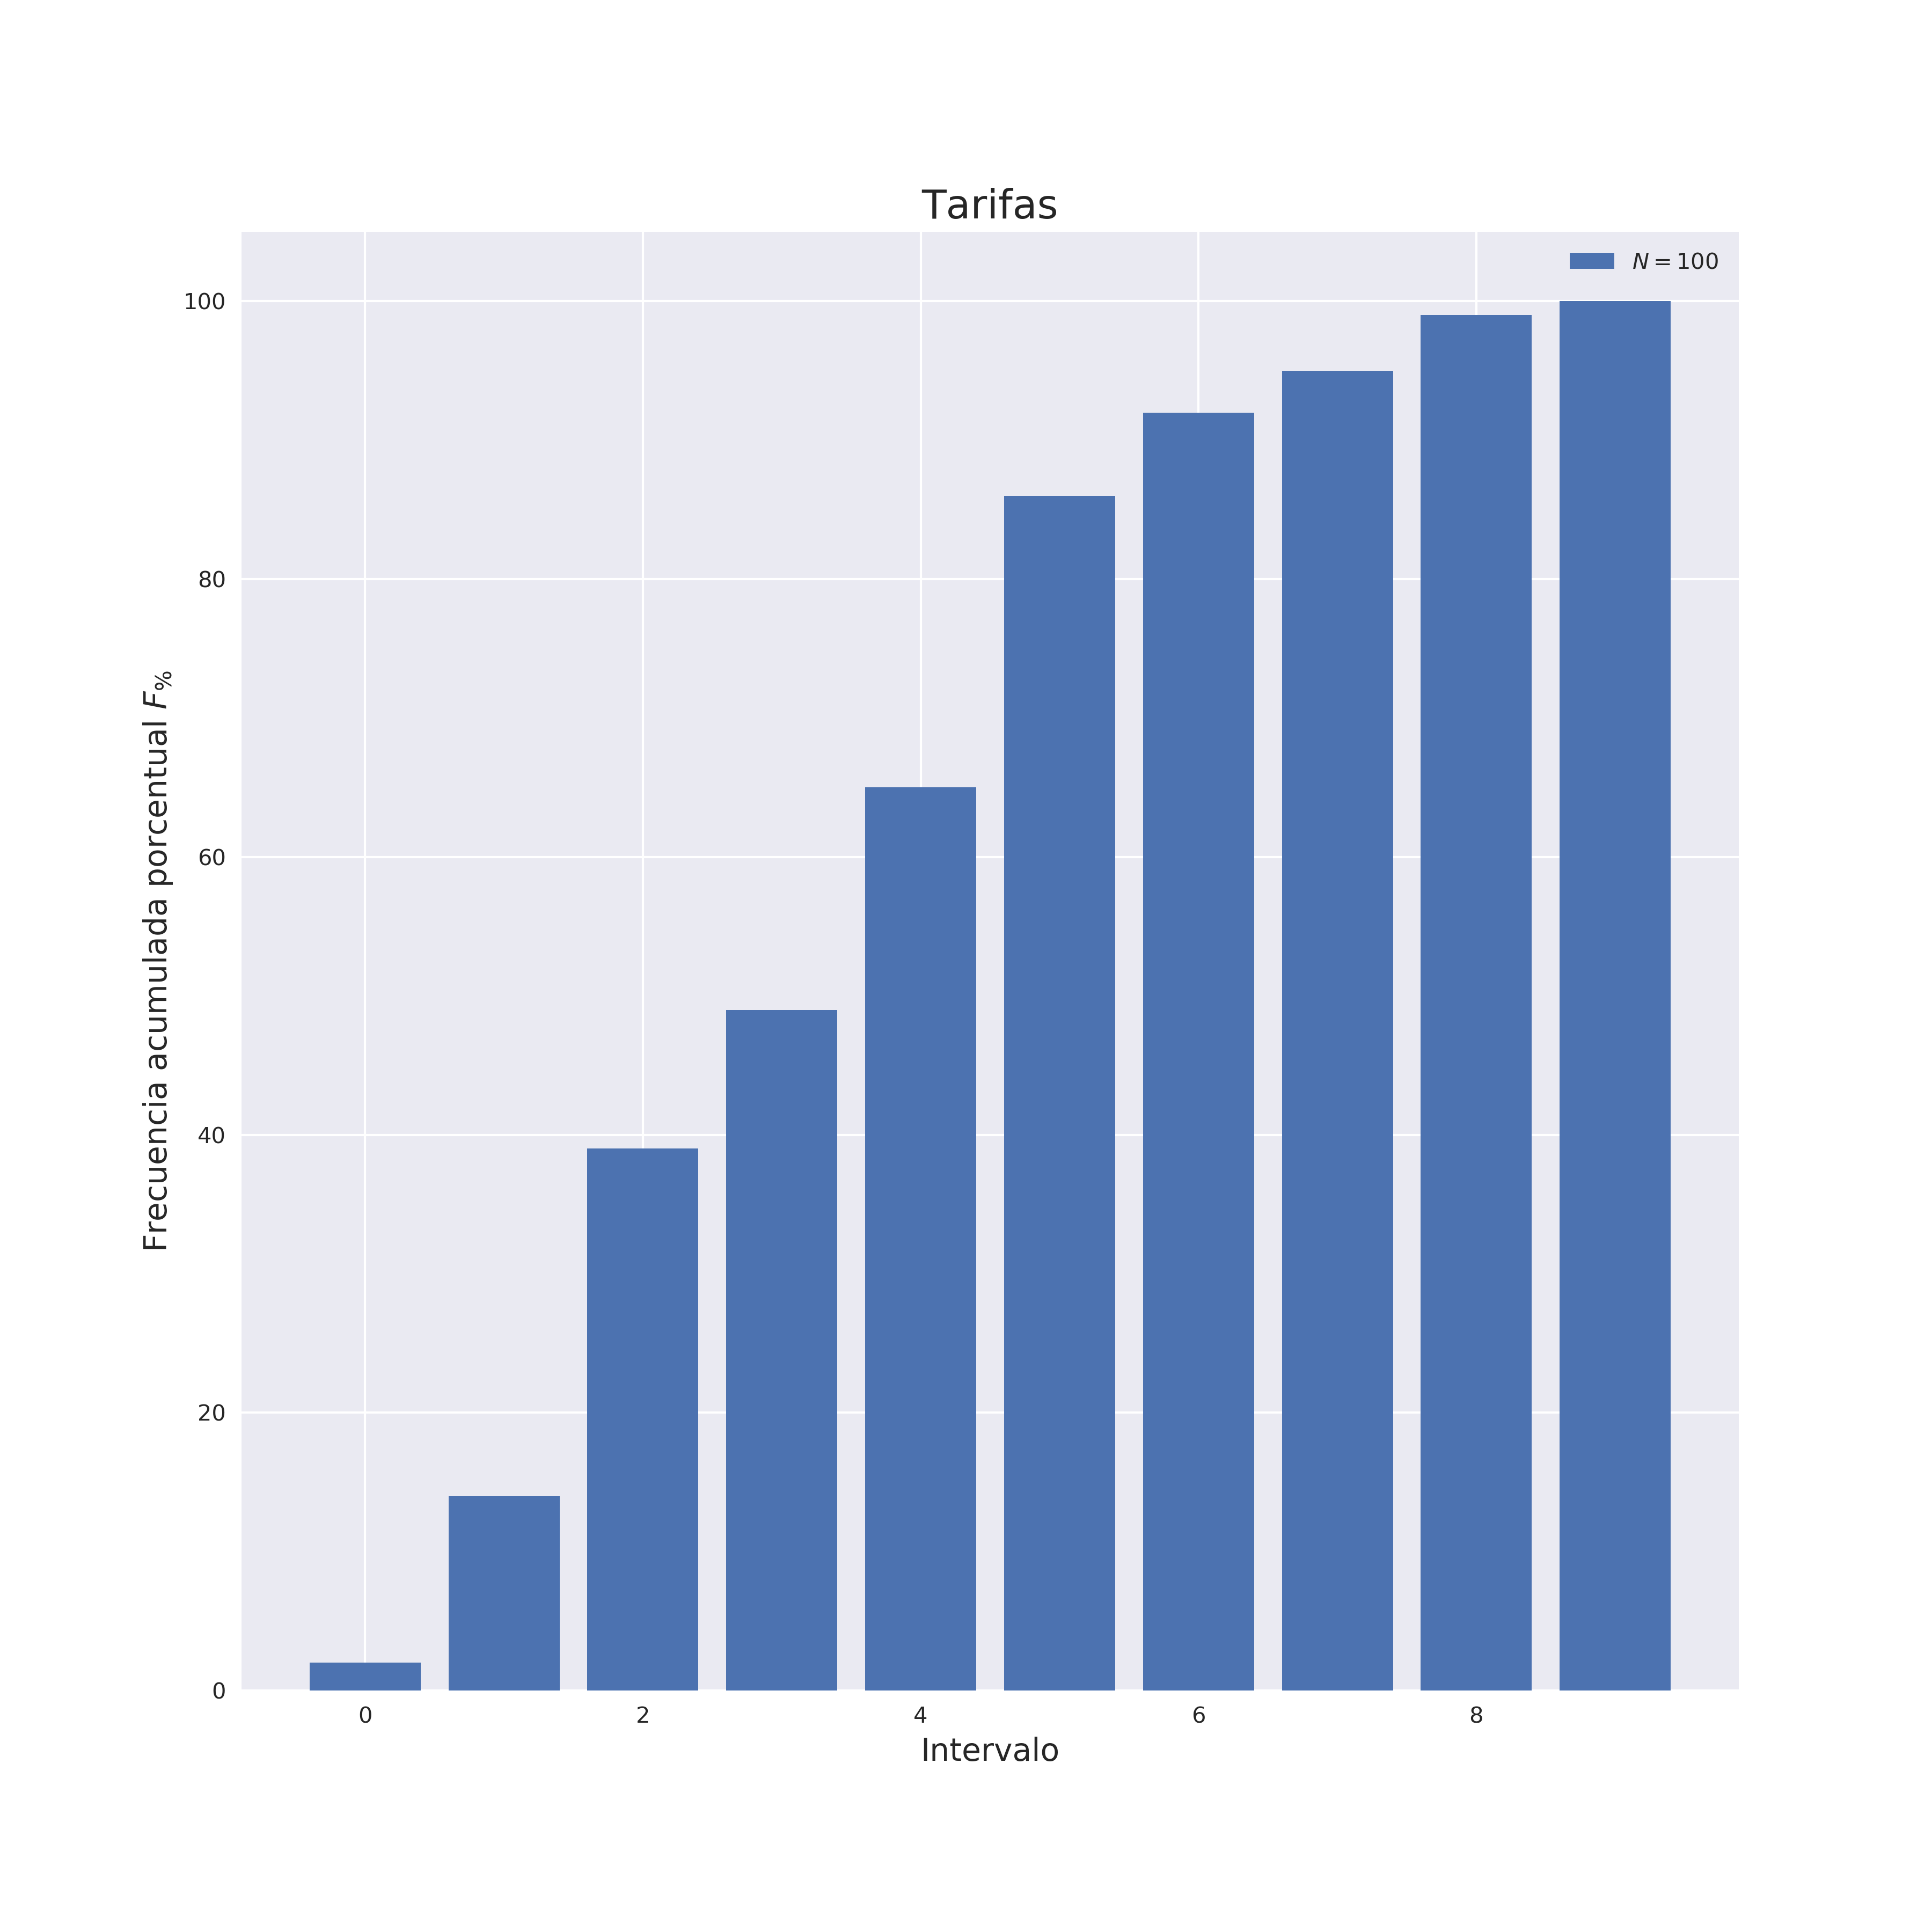 Tarifas
N = 100
100
80
60
40
20
0
Frecuencia acumulada porcentual F%
0 2 4 6 8
Intervalo